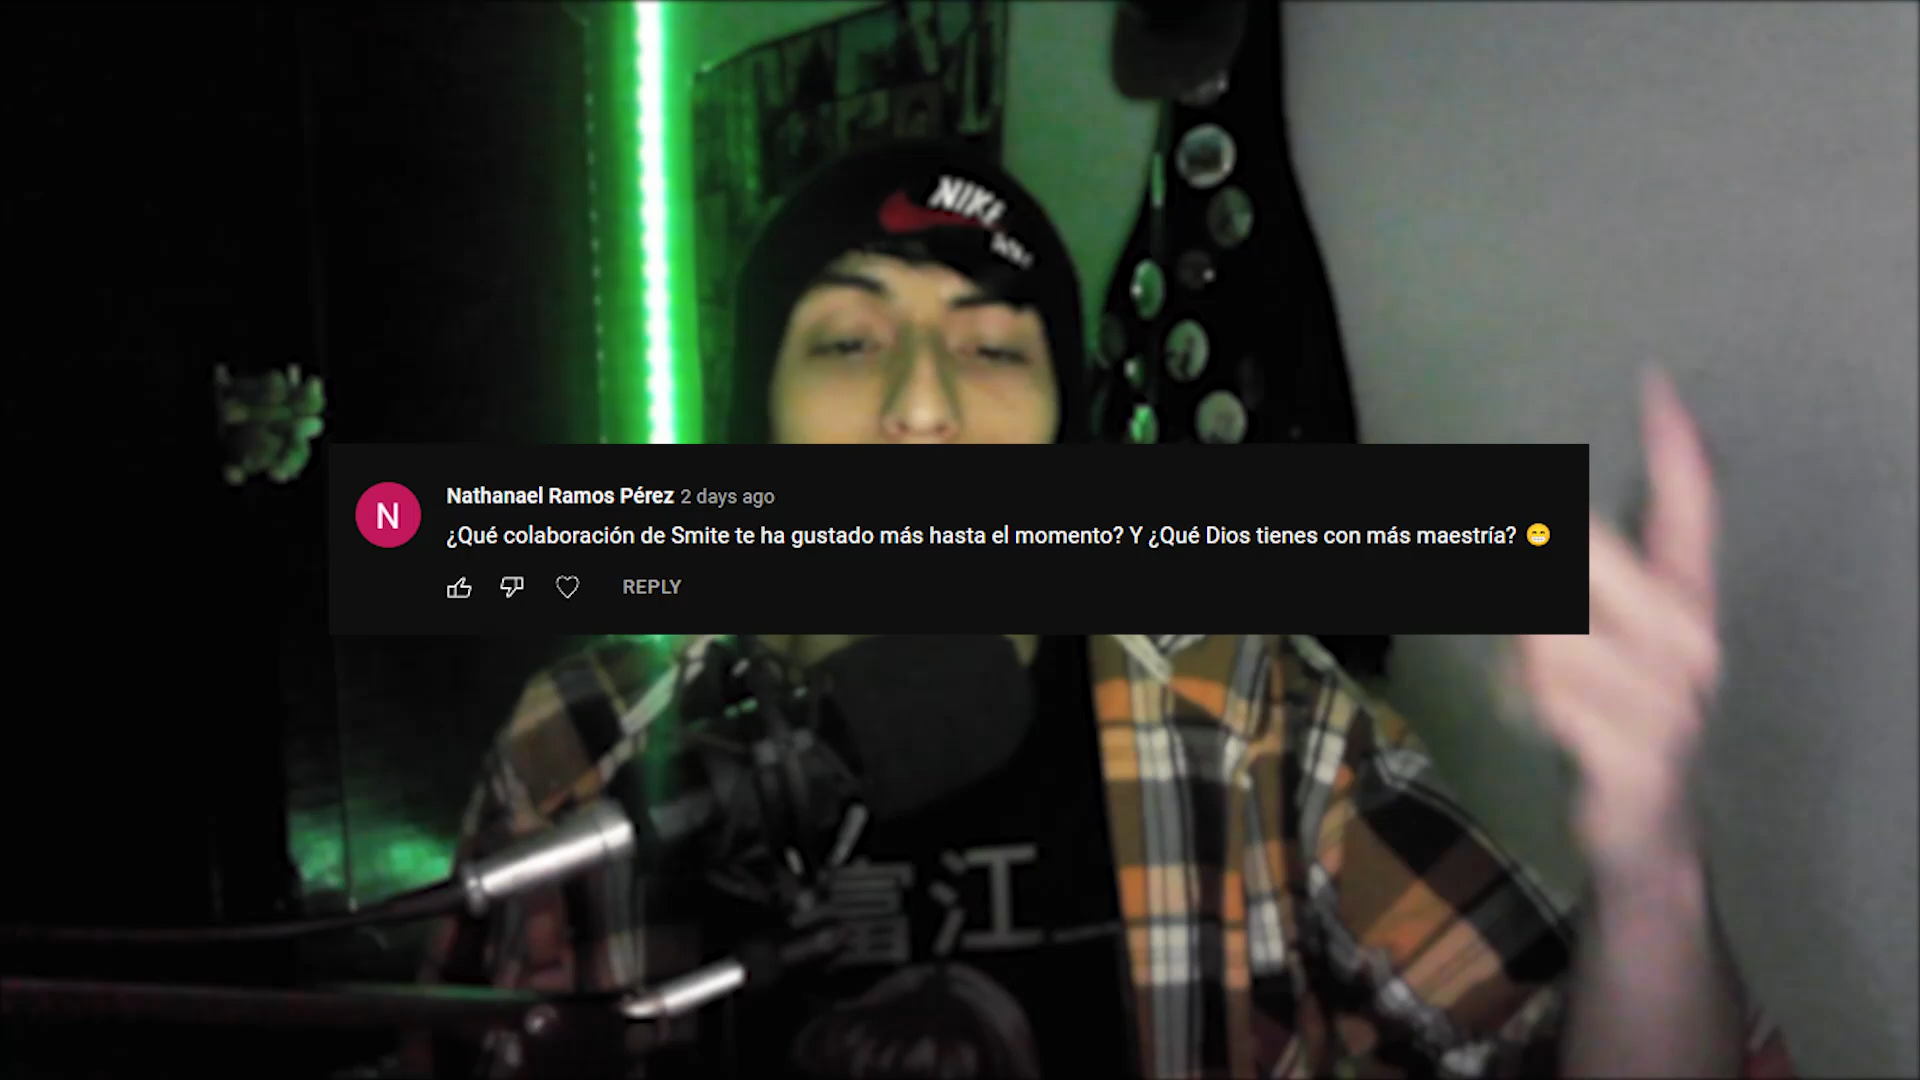 NIKE
Nathanael Ramos Pérez 2 days ago
¿Qué colaboración de Smite te ha gustado más hasta el momento? Y ¿Qué Dios tienes con más maestría? 😁
N
REPLY
富江